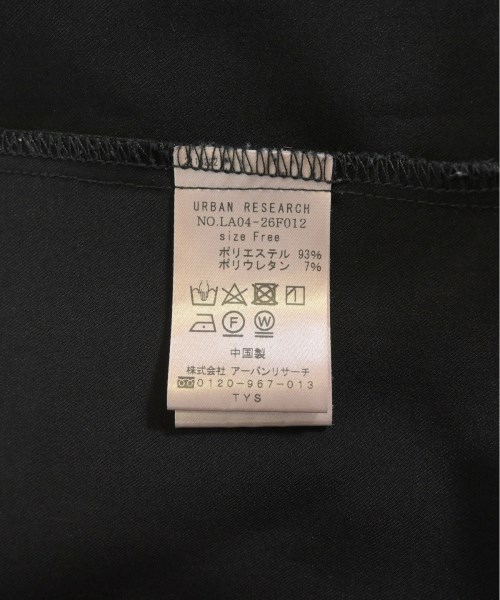 URBAN RESEARCH
NO.LA04-26F012
size Free
ポリエステル 93%
ポリウレタン 7%
F W
中国製
株式会社 アーバンリサーチ
0120-967-013
TYS